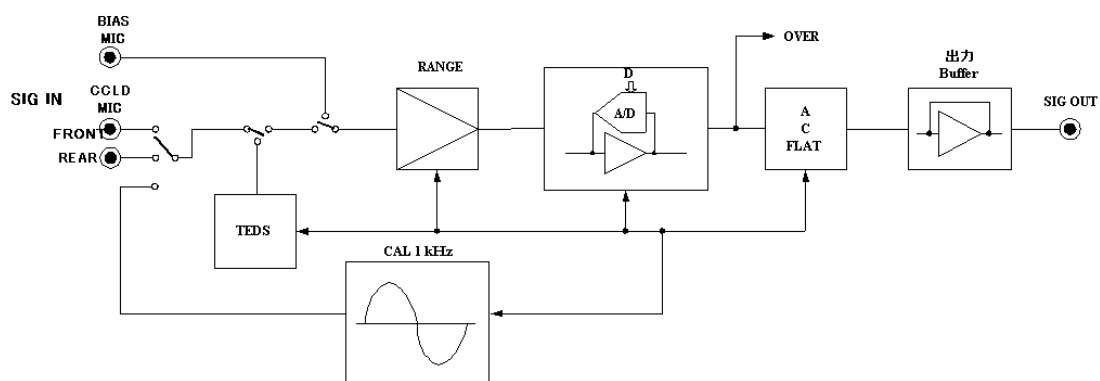 BIAS
MIC
SIG IN
CCLD
MIC
FRONT
REAR
TEDS
RANGE
CAL 1 kHz
D
A/D
OVER
A
C
FLAT
出力
Buffer
SIG OUT